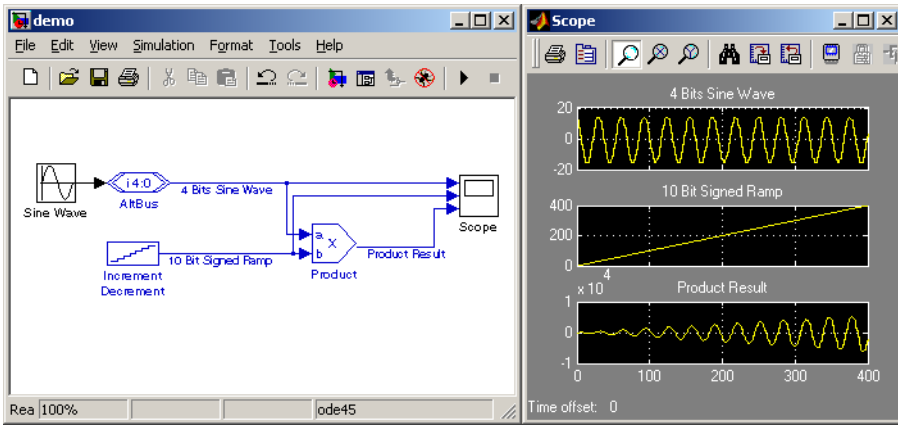 demo
File Edit View Simulation Format Tools Help
i 4:0
4 Bits Sine Wave
Sine Wave
AltBus
Scope
a
x
b
10 Bit Signed Ramp
Product Result
Product
Increment
Decrement
Rea 100%
ode45
Scope
4 Bits Sine Wave
20
0
-20
10 Bit Signed Ramp
400
200
0
x 10 4
Product Result
1
0
-1
0 100 200 300 400
Time offset: 0